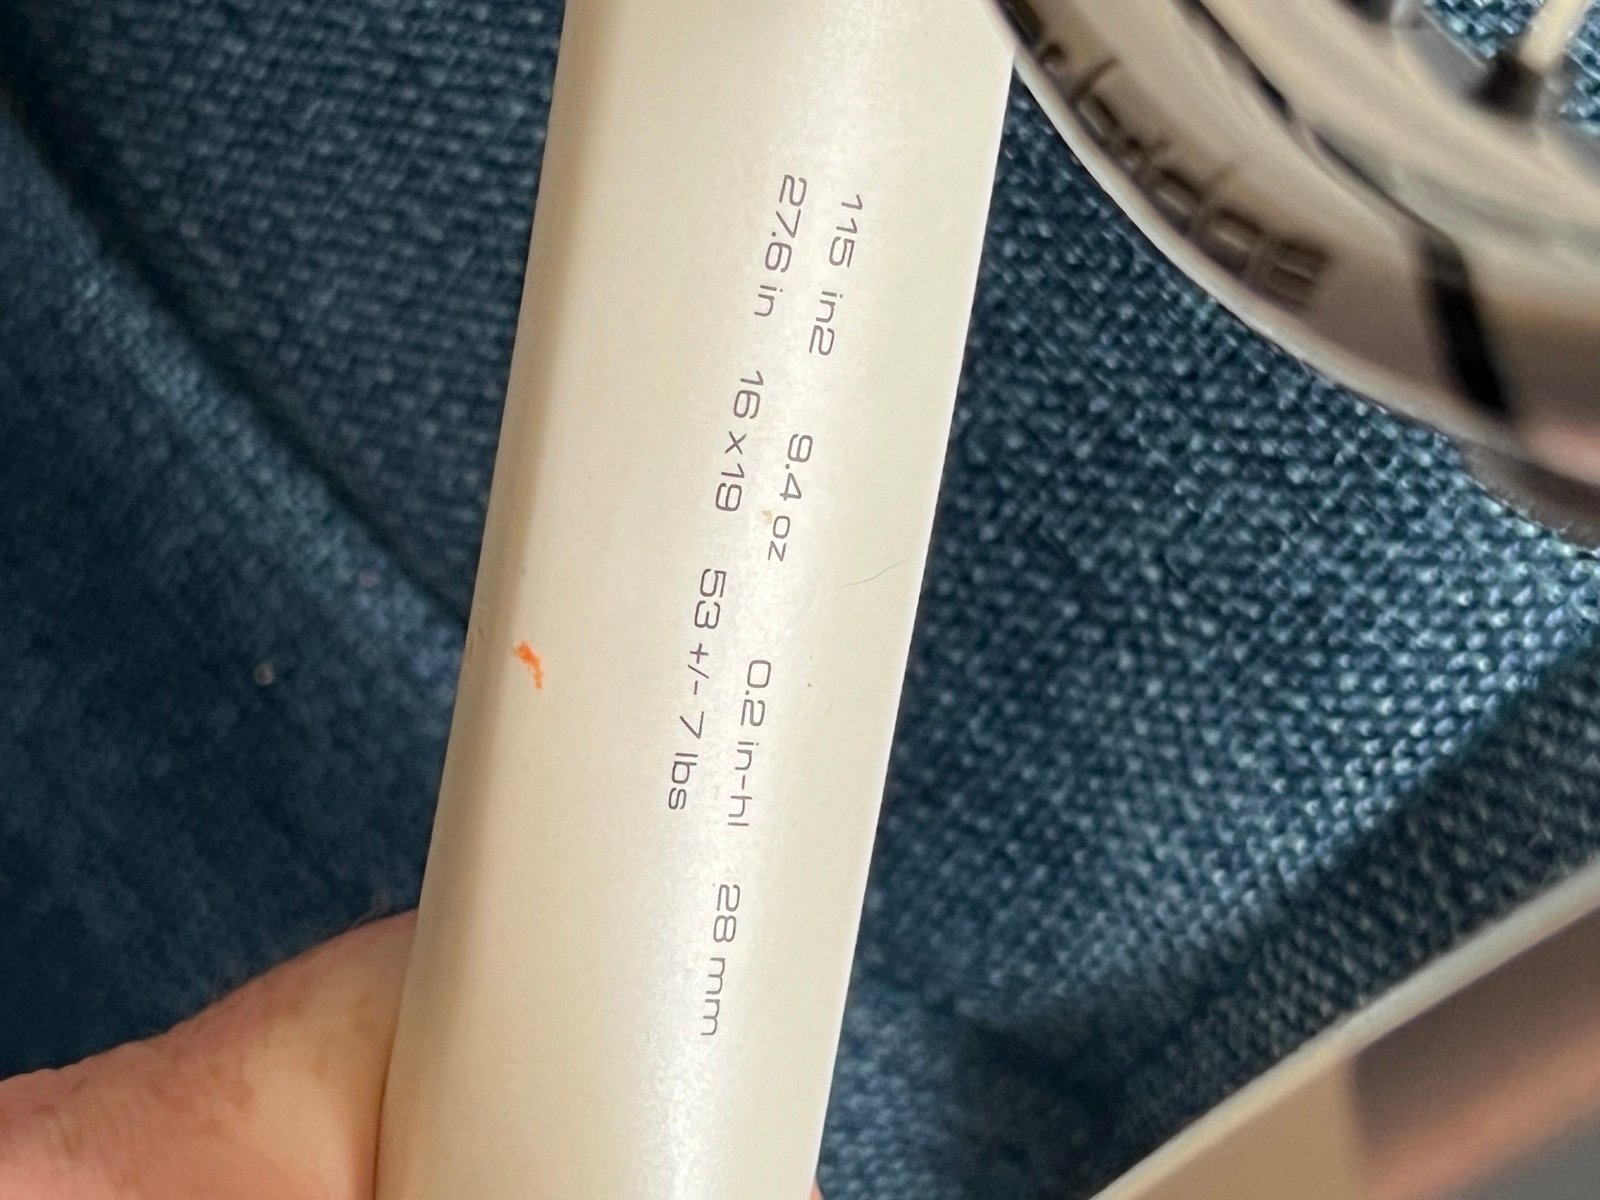 115 in2 9.4 oz 0.2 in-hl 28 mm
27.6 in 16 x 19 53 +/- 7 lbs